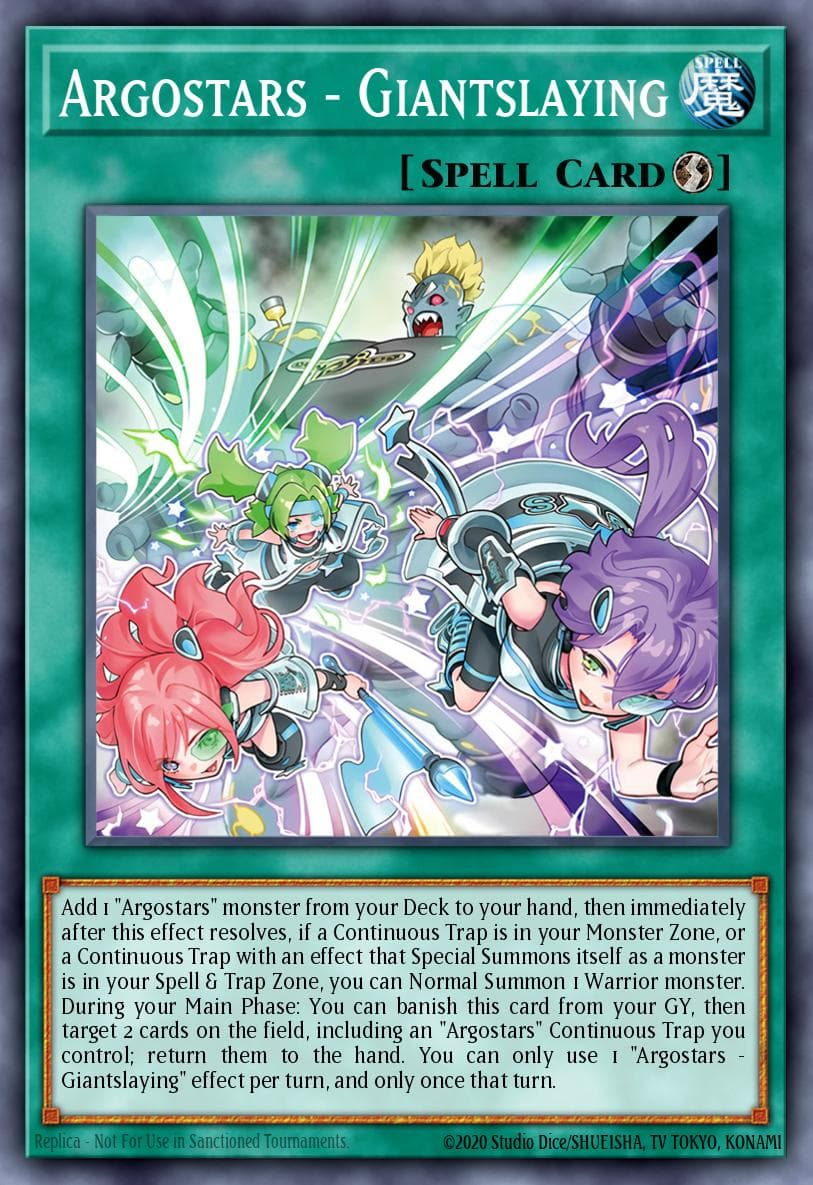 Argostars - Giantslaying
SPELL
魔
[Spell Card]
Add 1 "Argostars" monster from your Deck to your hand, then immediately
after this effect resolves, if a Continuous Trap is in your Monster Zone, or
a Continuous Trap with an effect that Special Summons itself as a monster
is in your Spell & Trap Zone, you can Normal Summon 1 Warrior monster.
During your Main Phase: You can banish this card from your GY, then
target 2 cards on the field, including an "Argostars" Continuous Trap you
control; return them to the hand. You can only use 1 "Argostars -
Giantslaying" effect per turn, and only once that turn.
Replica - Not For Use in Sanctioned Tournaments.
©2020 Studio Dice/SHUEISHA, TV TOKYO, KONAMI